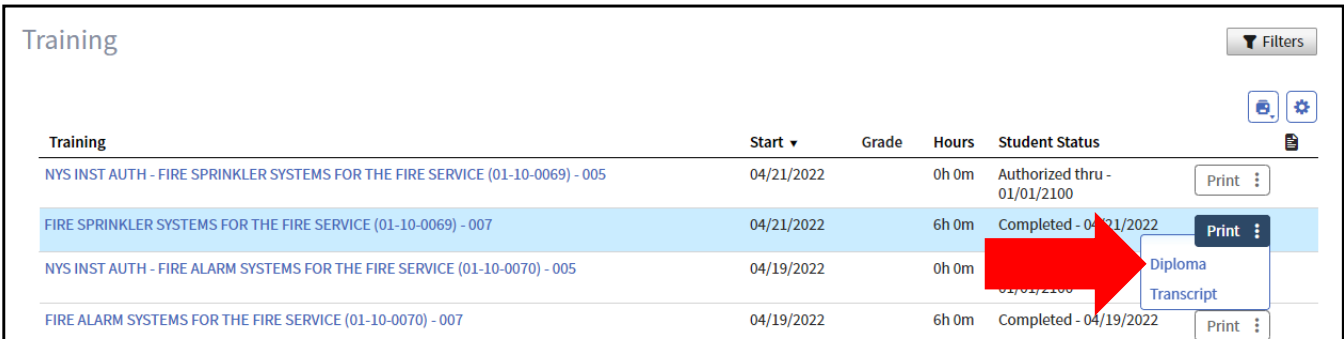 Training
Filters
Training Start ▾ Grade Hours Student Status
NYS INST AUTH - FIRE SPRINKLER SYSTEMS FOR THE FIRE SERVICE (01-10-0069) - 005 04/21/2022 0h 0m Authorized thru - Print
01/01/2100
FIRE SPRINKLER SYSTEMS FOR THE FIRE SERVICE (01-10-0069) - 007 04/21/2022 6h 0m Completed - 04/21/2022 Print
NYS INST AUTH - FIRE ALARM SYSTEMS FOR THE FIRE SERVICE (01-10-0070) - 005 04/19/2022 0h 0m Diploma
01/01/2100 Transcript
FIRE ALARM SYSTEMS FOR THE FIRE SERVICE (01-10-0070) - 007 04/19/2022 6h 0m Completed - 04/19/2022 Print